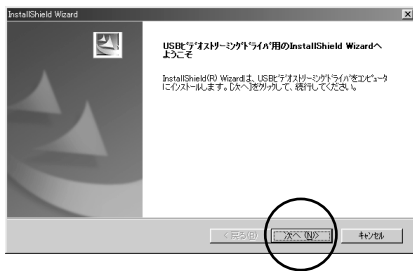 InstallShield Wizard
USBﾋﾞﾃﾞｵｽﾄﾘｰﾐﾝｸﾞﾄﾞﾗｲﾊﾞ用のInstallShield Wizardへ
ようこそ
InstallShield(R) Wizardは、USBﾋﾞﾃﾞｵｽﾄﾘｰﾐﾝｸﾞﾄﾞﾗｲﾊﾞをｺﾝﾋﾟｭｰﾀ
にｲﾝｽﾄｰﾙします。[次へ]をｸﾘｯｸして、続行してください。
< 戻る(B) 次へ (N)> ｷｬﾝｾﾙ